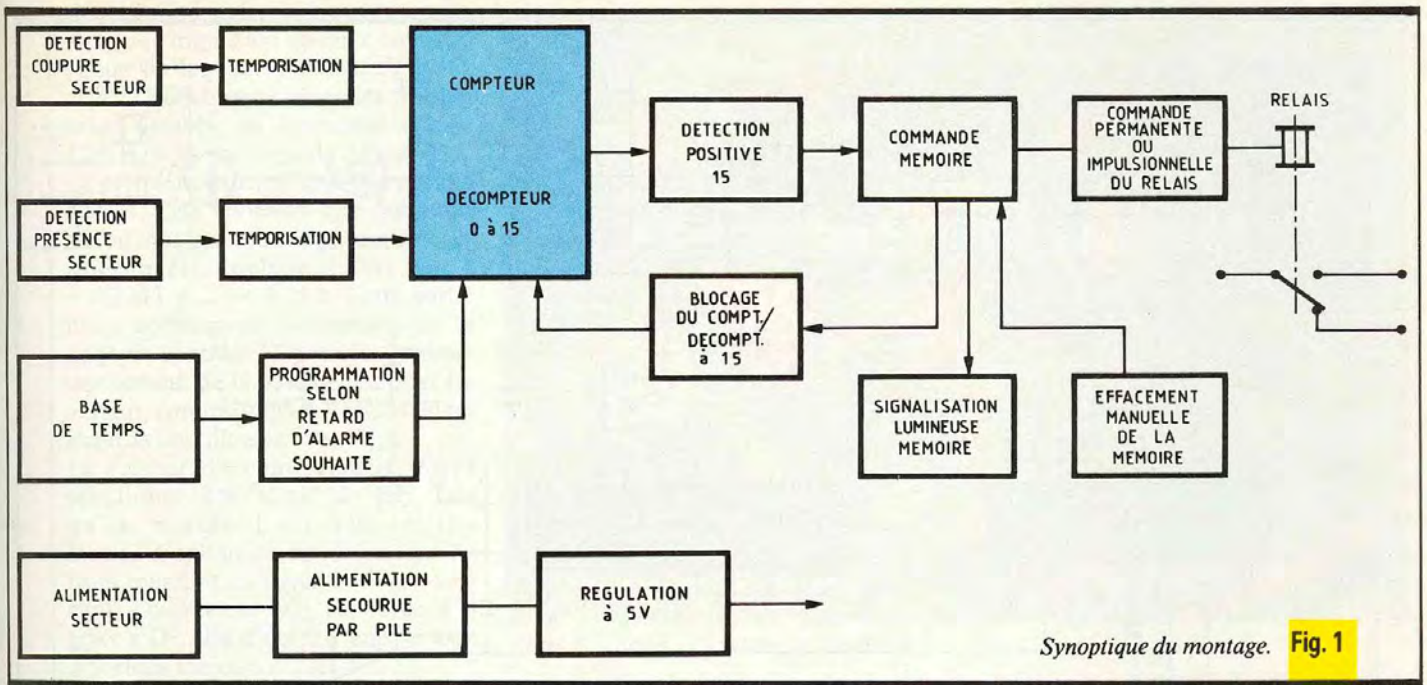 DETECTION
COUPURE
SECTEUR
TEMPORISATION
COMPTEUR
DECOMPTEUR
0 à 15
DETECTION
POSITIVE
15
COMMANDE
MEMOIRE
COMMANDE
PERMANENTE
OU
IMPULSIONNELLE
DU RELAIS
RELAIS
DETECTION
PRESENCE
SECTEUR
TEMPORISATION
BLOCAGE
DU COMPT./
DECOMPT.
à 15
BASE
DE TEMPS
PROGRAMMATION
SELON
RETARD
D'ALARME
SOUHAITE
SIGNALISATION
LUMINEUSE
MEMOIRE
EFFACEMENT
MANUELLE
DE LA
MEMOIRE
ALIMENTATION
SECTEUR
ALIMENTATION
SECOURUE
PAR PILE
REGULATION
à 5V
Synoptique du montage. Fig. 1